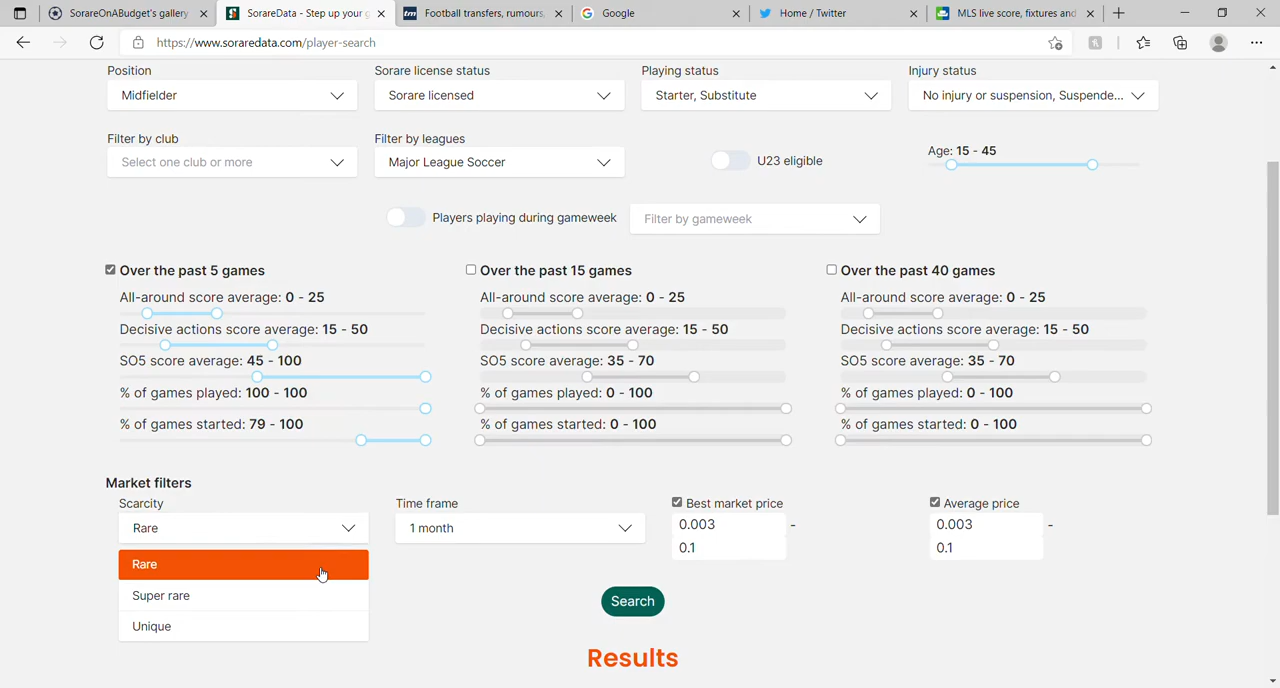 SorareOnABudget's gallery
SorareData - Step up your g
tm Football transfers, rumours,
G Google
Home / Twitter
MLS live score, fixtures and
https://www.soraredata.com/player-search
Position
Sorare license status
Playing status
Injury status
Midfielder
Sorare licensed
Starter, Substitute
No injury or suspension, Suspende...
Filter by club
Filter by leagues
Select one club or more
Major League Soccer
U23 eligible
Age: 15 - 45
Players playing during gameweek
Filter by gameweek
Over the past 5 games
Over the past 15 games
Over the past 40 games
All-around score average: 0 - 25
All-around score average: 0 - 25
All-around score average: 0 - 25
Decisive actions score average: 15 - 50
Decisive actions score average: 15 - 50
Decisive actions score average: 15 - 50
SO5 score average: 45 - 100
SO5 score average: 35 - 70
SO5 score average: 35 - 70
% of games played: 100 - 100
% of games played: 0 - 100
% of games played: 0 - 100
% of games started: 79 - 100
% of games started: 0 - 100
% of games started: 0 - 100
Market filters
Scarcity
Time frame
Best market price
Average price
Rare
1 month
0.003 -
0.1
0.003 -
0.1
Rare
Super rare
Unique
Search
Results